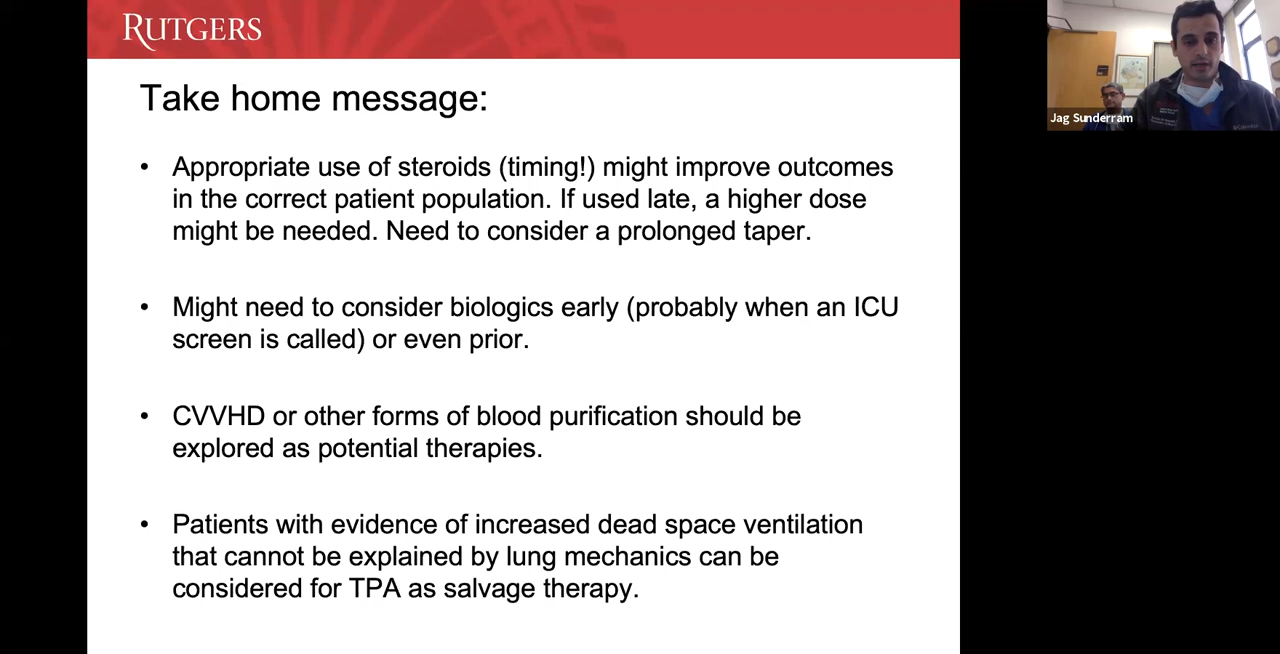 RUTGERS
Take home message:
• Appropriate use of steroids (timing!) might improve outcomes
in the correct patient population. If used late, a higher dose
might be needed. Need to consider a prolonged taper.
• Might need to consider biologics early (probably when an ICU
screen is called) or even prior.
• CVVHD or other forms of blood purification should be
explored as potential therapies.
• Patients with evidence of increased dead space ventilation
that cannot be explained by lung mechanics can be
considered for TPA as salvage therapy.
Jag Sunderram